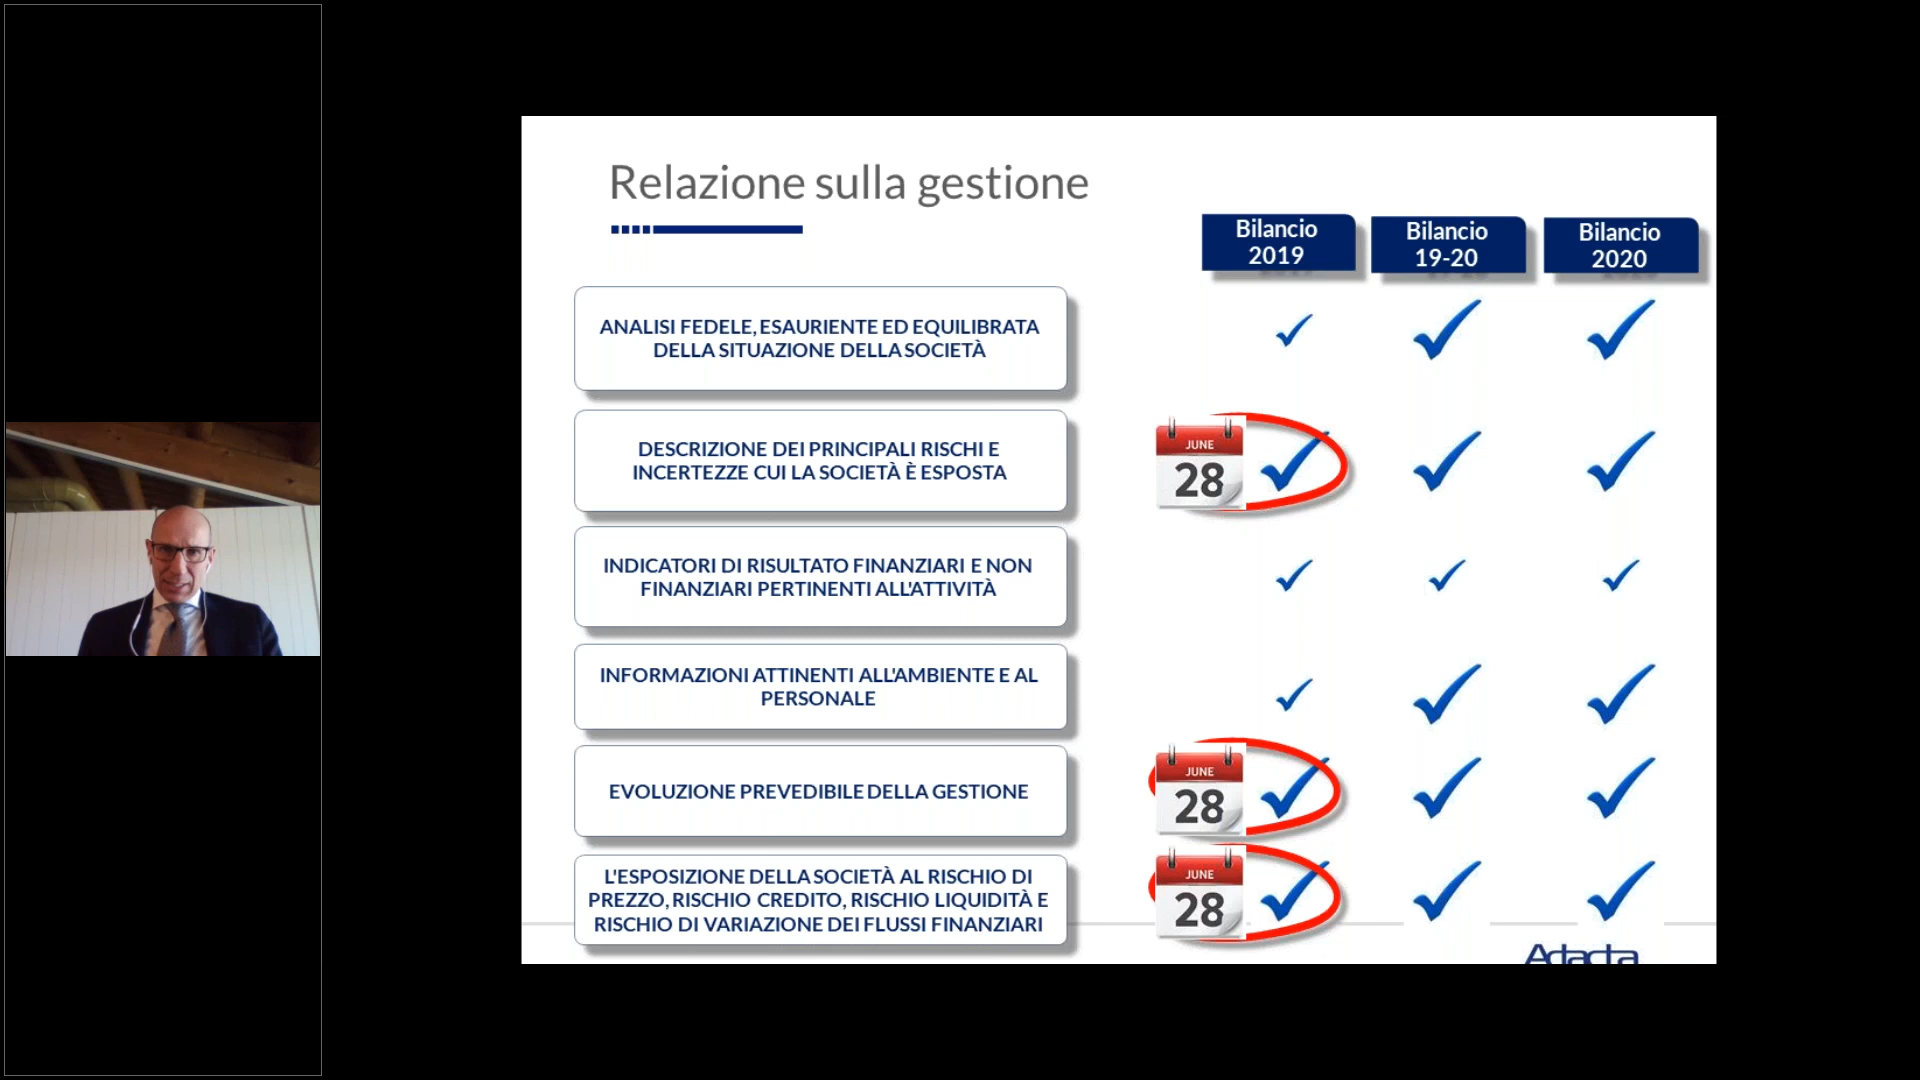 Relazione sulla gestione
Bilancio
2019
Bilancio
19-20
Bilancio
2020
ANALISI FEDELE, ESAURIENTE ED EQUILIBRATA
DELLA SITUAZIONE DELLA SOCIETÀ
DESCRIZIONE DEI PRINCIPALI RISCHI E
INCERTEZZE CUI LA SOCIETÀ È ESPOSTA
JUNE
28
INDICATORI DI RISULTATO FINANZIARI E NON
FINANZIARI PERTINENTI ALL'ATTIVITÀ
INFORMAZIONI ATTINENTI ALL'AMBIENTE E AL
PERSONALE
EVOLUZIONE PREVEDIBILE DELLA GESTIONE
JUNE
28
L'ESPOSIZIONE DELLA SOCIETÀ AL RISCHIO DI
PREZZO, RISCHIO CREDITO, RISCHIO LIQUIDITÀ E
RISCHIO DI VARIAZIONE DEI FLUSSI FINANZIARI
JUNE
28
Adacta